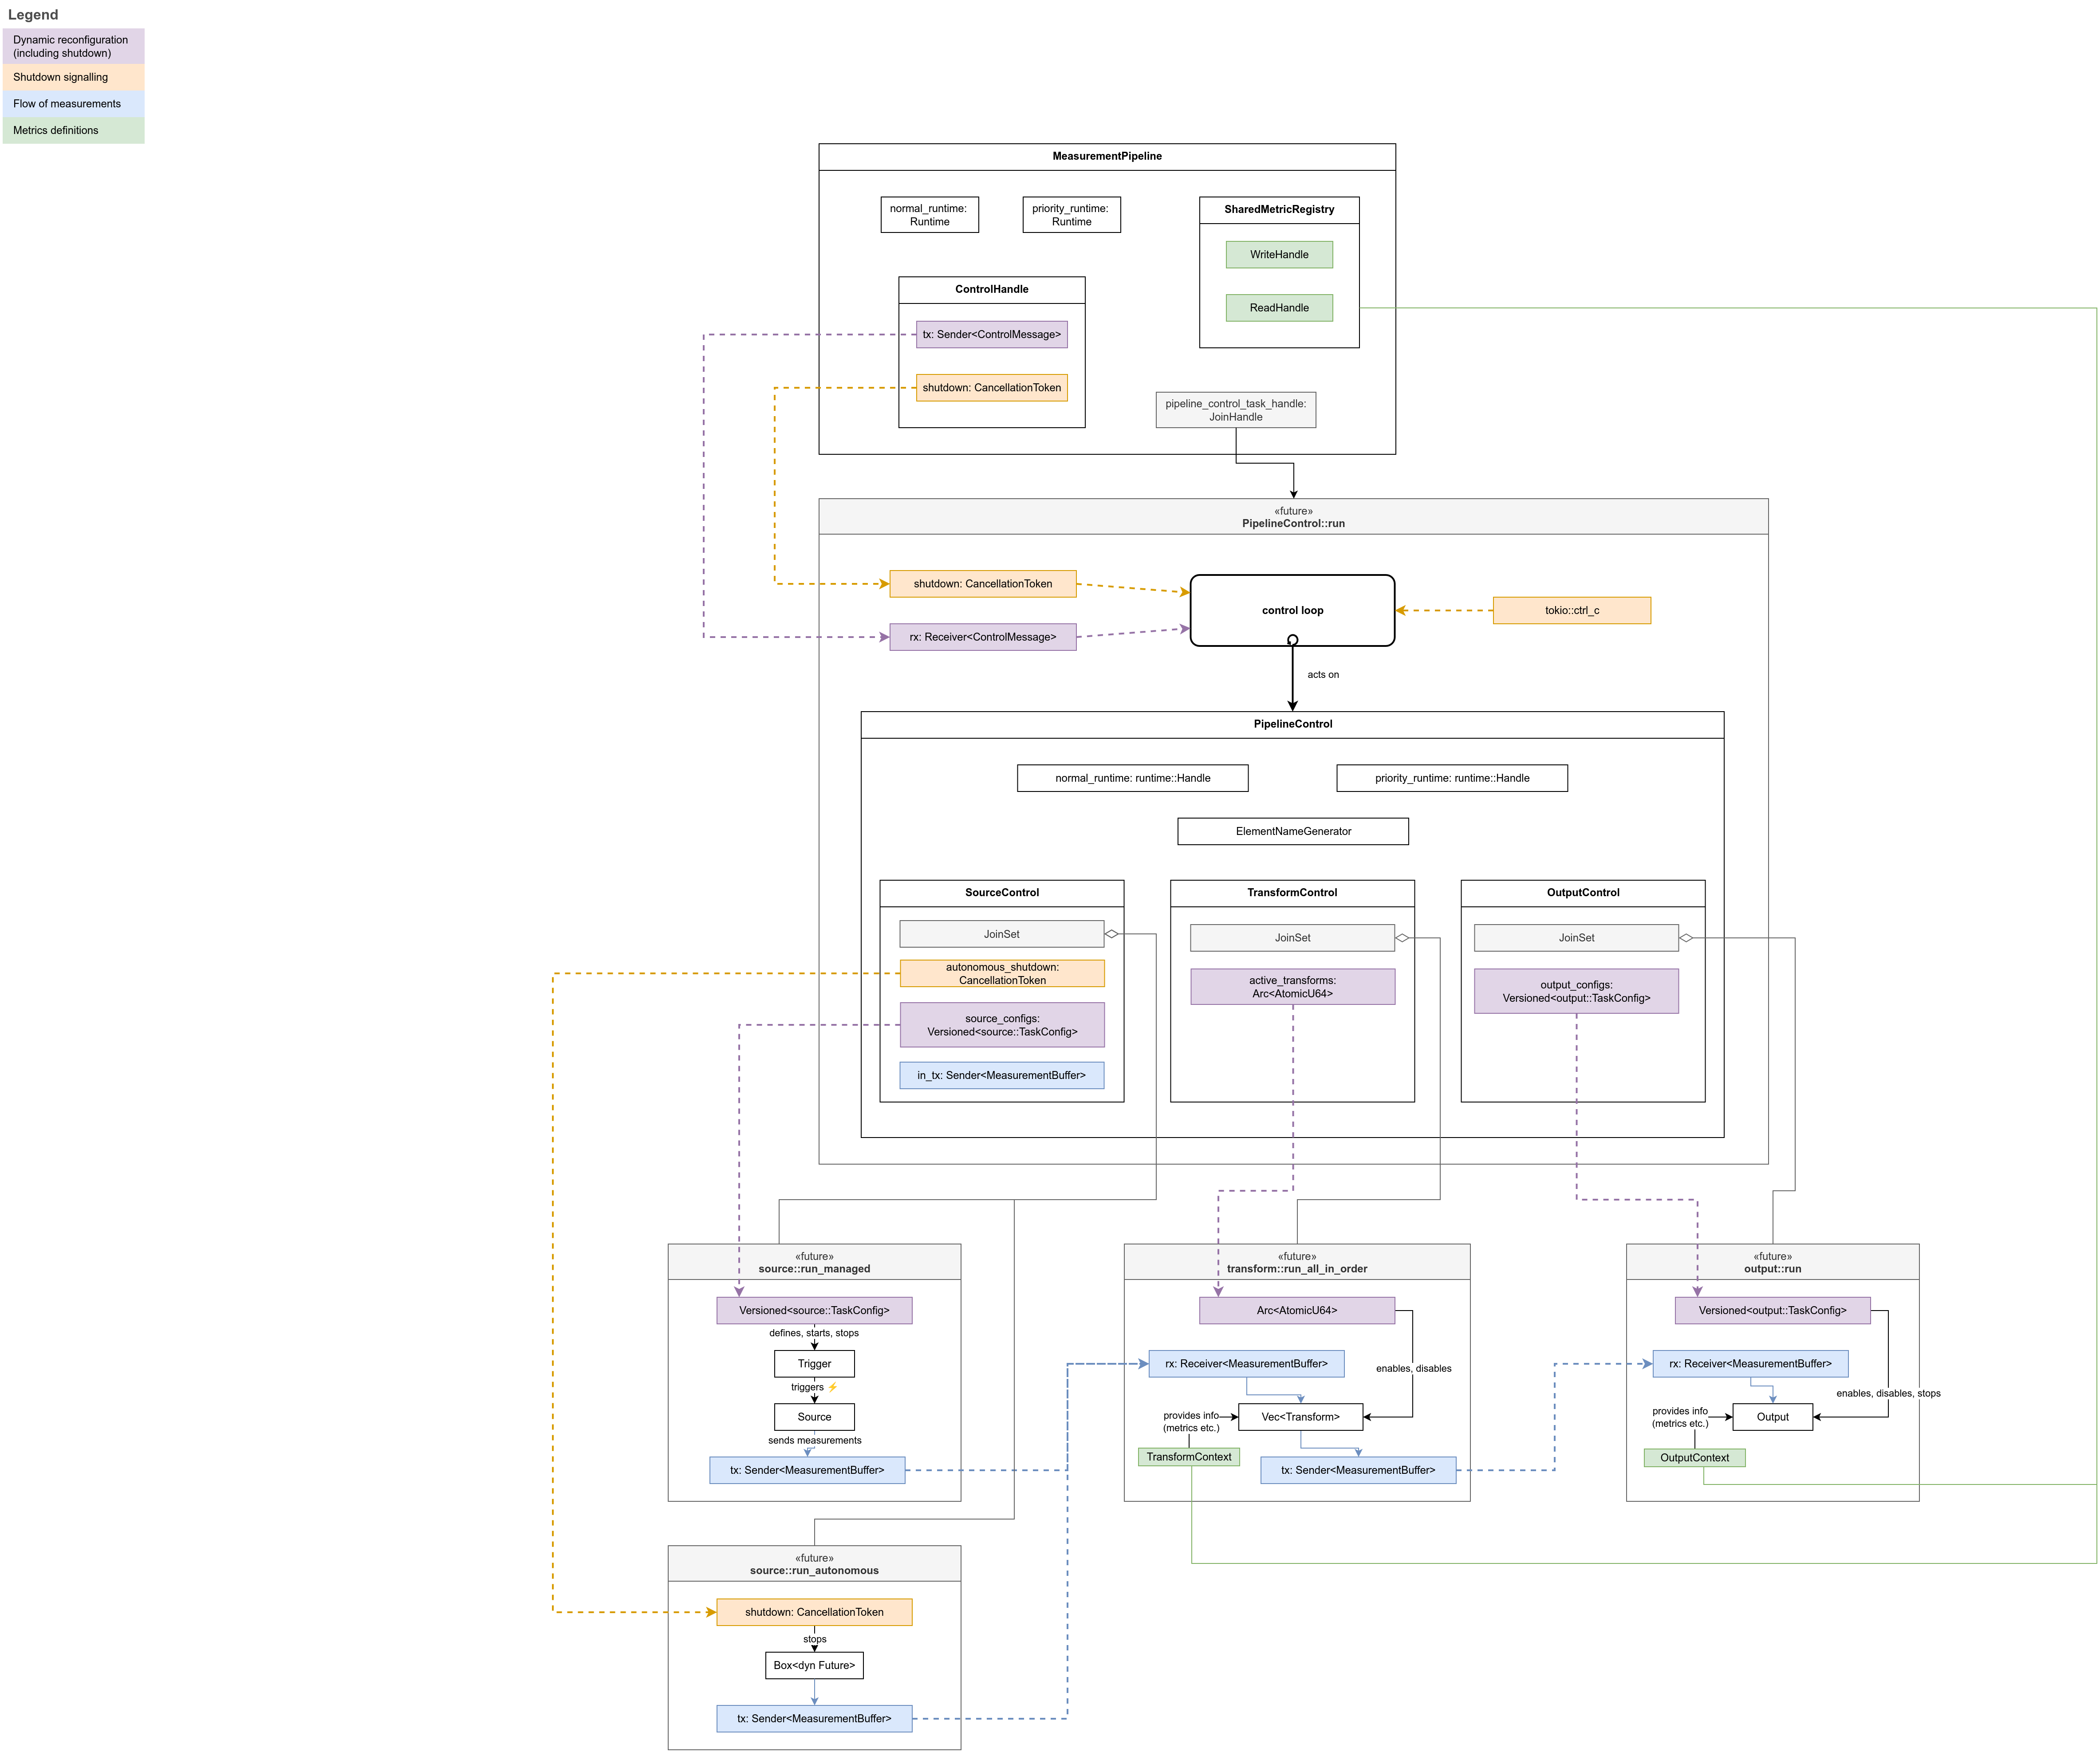 Legend
Dynamic reconfiguration
(including shutdown)
Shutdown signalling
Flow of measurements
Metrics definitions
MeasurementPipeline
normal_runtime:
Runtime
priority_runtime:
Runtime
SharedMetricRegistry
WriteHandle
ReadHandle
ControlHandle
tx: Sender<ControlMessage>
shutdown: CancellationToken
pipeline_control_task_handle:
JoinHandle
«future»
PipelineControl::run
shutdown: CancellationToken
rx: Receiver<ControlMessage>
control loop
tokio::ctrl_c
acts on
PipelineControl
normal_runtime: runtime::Handle
priority_runtime: runtime::Handle
ElementNameGenerator
SourceControl
JoinSet
autonomous_shutdown:
CancellationToken
source_configs:
Versioned<source::TaskConfig>
in_tx: Sender<MeasurementBuffer>
TransformControl
JoinSet
active_transforms:
Arc<AtomicU64>
OutputControl
JoinSet
output_configs:
Versioned<output::TaskConfig>
«future»
source::run_managed
Versioned<source::TaskConfig>
defines, starts, stops
Trigger
triggers ⚡
Source
sends measurements
tx: Sender<MeasurementBuffer>
«future»
transform::run_all_in_order
Arc<AtomicU64>
rx: Receiver<MeasurementBuffer>
enables, disables
provides info
(metrics etc.)
Vec<Transform>
TransformContext
tx: Sender<MeasurementBuffer>
«future»
output::run
Versioned<output::TaskConfig>
rx: Receiver<MeasurementBuffer>
enables, disables, stops
provides info
(metrics etc.)
Output
OutputContext
«future»
source::run_autonomous
shutdown: CancellationToken
stops
Box<dyn Future>
tx: Sender<MeasurementBuffer>